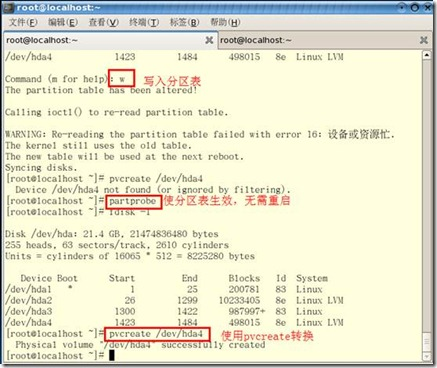 root@localhost:~
文件(F) 编辑(E) 查看(V) 终端(T) 标签(B) 帮助(H)
root@localhost:~ root@localhost:~
/dev/hda4 1423 1484 498015 8e Linux LVM
Command (m for help): w 写入分区表
The partition table has been altered!
Calling ioctl() to re-read partition table.
WARNING: Re-reading the partition table failed with error 16: 设备或资源忙.
The kernel still uses the old table.
The new table will be used at the next reboot.
Syncing disks.
[root@localhost ~]# pvcreate /dev/hda4
Device /dev/hda4 not found (or ignored by filtering).
[root@localhost ~]# partprobe 使分区表生效，无需重启
[root@localhost ~]# fdisk -l
Disk /dev/hda: 21.4 GB, 21474836480 bytes
255 heads, 63 sectors/track, 2610 cylinders
Units = cylinders of 16065 * 512 = 8225280 bytes
Device Boot Start End Blocks Id System
/dev/hda1 * 1 25 200781 83 Linux
/dev/hda2 26 1299 10233405 8e Linux LVM
/dev/hda3 1300 1422 987997+ 83 Linux
/dev/hda4 1423 1484 498015 8e Linux LVM
[root@localhost ~]# pvcreate /dev/hda4 使用pvcreate转换
Physical volume "/dev/hda4" successfully created
[root@localhost ~]#